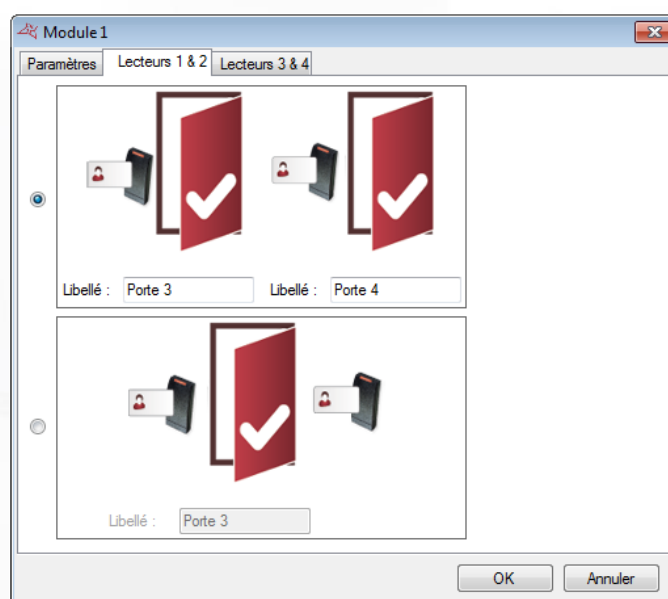 Module 1
Paramètres Lecteurs 1 & 2 Lecteurs 3 & 4
Libellé : Porte 3 Libellé : Porte 4
Libellé : Porte 3
OK Annuler